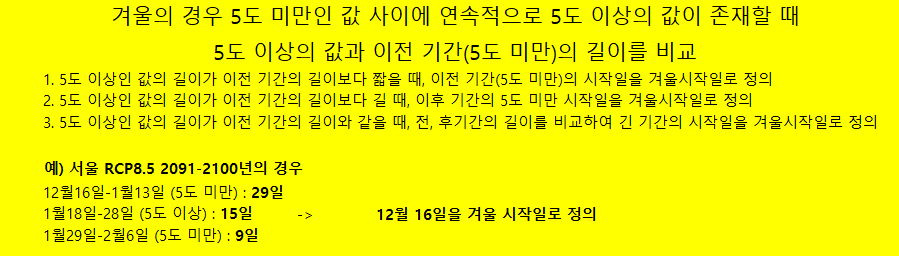 겨울의 경우 5도 미만인 값 사이에 연속적으로 5도 이상의 값이 존재할 때
5도 이상의 값과 이전 기간(5도 미만)의 길이를 비교
1. 5도 이상인 값의 길이가 이전 기간의 길이보다 짧을 때, 이전 기간(5도 미만)의 시작일을 겨울시작일로 정의
2. 5도 이상인 값의 길이가 이전 기간의 길이보다 길 때, 이후 기간의 5도 미만 시작일을 겨울시작일로 정의
3. 5도 이상인 값의 길이가 이전 기간의 길이와 같을 때, 전, 후기간의 길이를 비교하여 긴 기간의 시작일을 겨울시작일로 정의
예) 서울 RCP8.5 2091-2100년의 경우
12월16일-1월13일 (5도 미만) : 29일
1월18일-28일 (5도 이상) : 15일 -> 12월 16일을 겨울 시작일로 정의
1월29일-2월6일 (5도 미만) : 9일